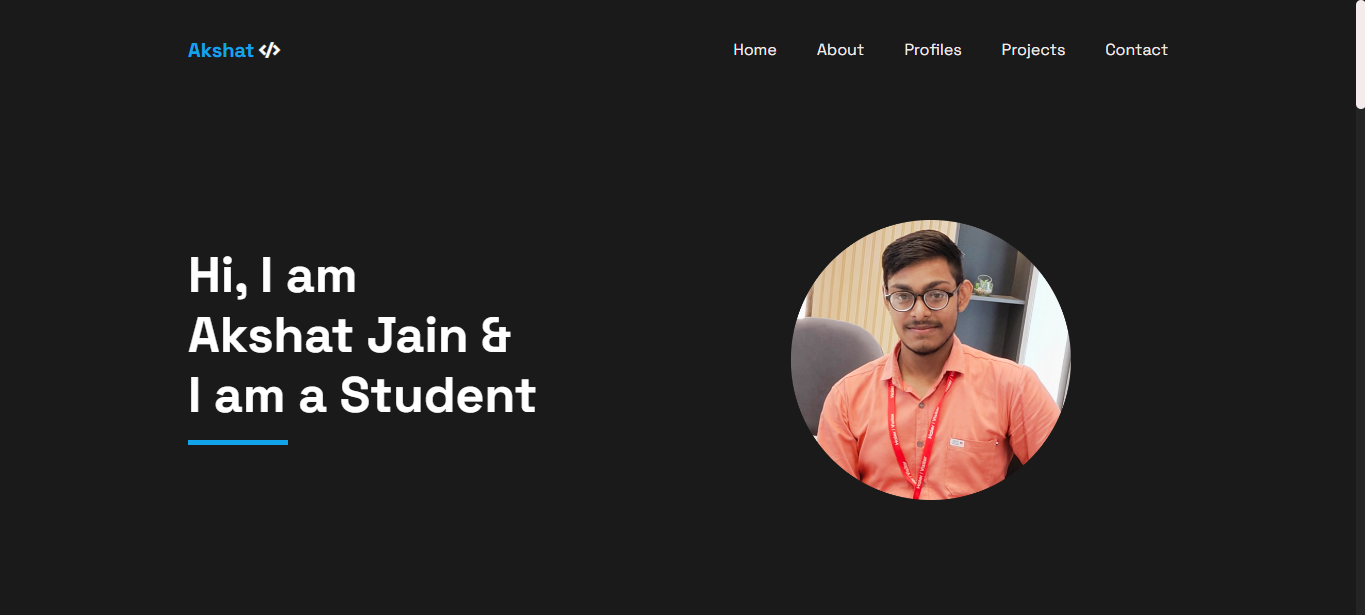 Akshat </>
Home About Profiles Projects Contact
Hi, I am
Akshat Jain &
I am a Student